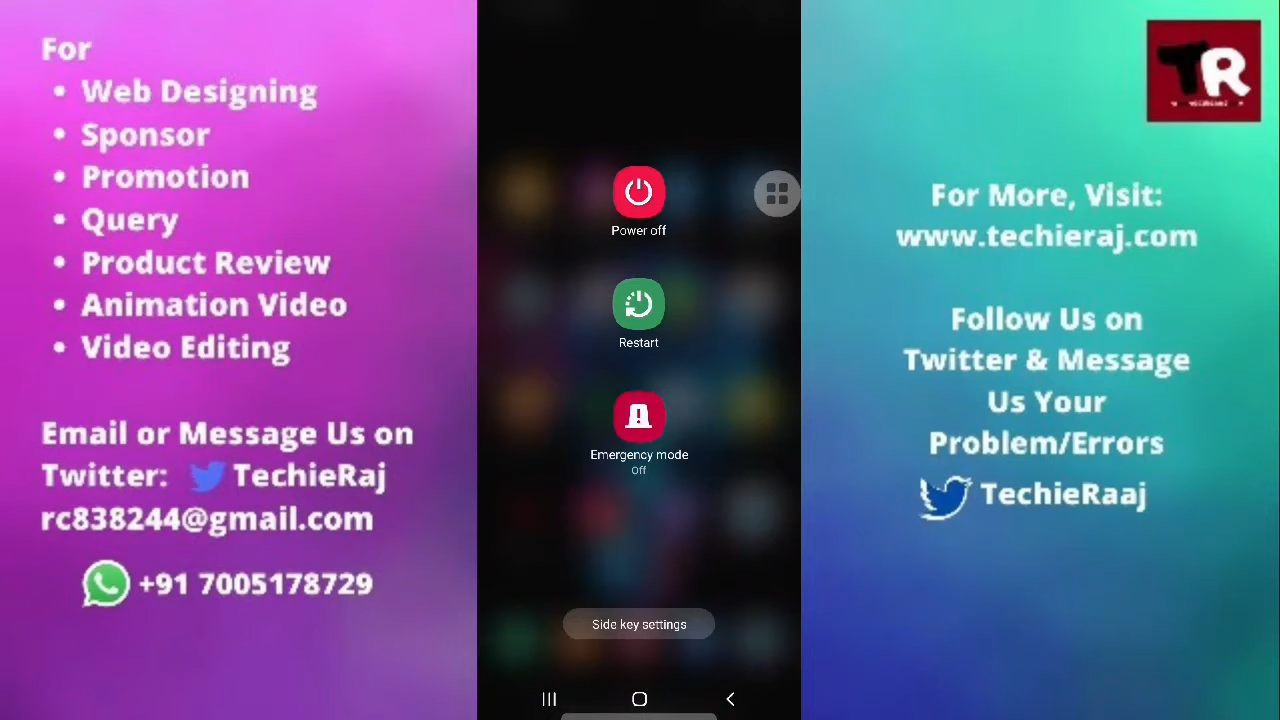 For
• Web Designing
• Sponsor
• Promotion
• Query
• Product Review
• Animation Video
• Video Editing
Email or Message Us on
Twitter: TechieRaj
rc838244@gmail.com
+91 7005178729
Power off
Restart
Emergency mode
Off
Side key settings
TR
For More, Visit:
www.techieraj.com
Follow Us on
Twitter & Message
Us Your
Problem/Errors
TechieRaaj